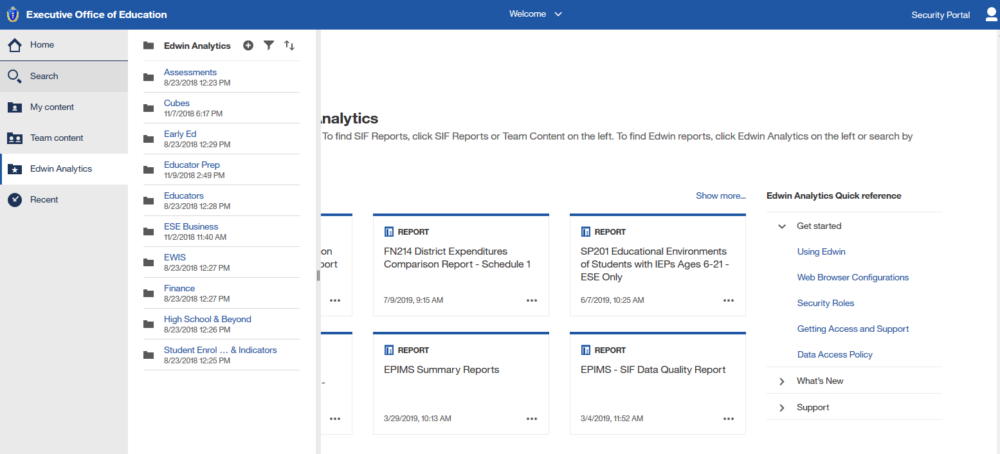 Executive Office of Education
Welcome
Security Portal
Home
Search
My content
Team content
Edwin Analytics
Recent
Edwin Analytics
Assessments
8/23/2018 12:23 PM
Cubes
11/7/2018 6:17 PM
Early Ed
8/23/2018 12:29 PM
Educator Prep
11/9/2018 2:49 PM
Educators
8/23/2018 12:28 PM
ESE Business
11/2/2018 11:40 AM
EWIS
8/23/2018 12:27 PM
Finance
8/23/2018 12:27 PM
High School & Beyond
8/23/2018 12:26 PM
Student Enrol … & Indicators
8/23/2018 12:25 PM
nalytics
To find SIF Reports, click SIF Reports or Team Content on the left. To find Edwin reports, click Edwin Analytics on the left or search by
Show more...
on
port
REPORT
FN214 District Expenditures
Comparison Report - Schedule 1
7/9/2019, 9:15 AM
REPORT
SP201 Educational Environments
of Students with IEPs Ages 6-21 -
ESE Only
6/7/2019, 10:25 AM
-
REPORT
EPIMS Summary Reports
3/29/2019, 10:13 AM
REPORT
EPIMS - SIF Data Quality Report
3/4/2019, 11:52 AM
Edwin Analytics Quick reference
Get started
Using Edwin
Web Browser Configurations
Security Roles
Getting Access and Support
Data Access Policy
What's New
Support